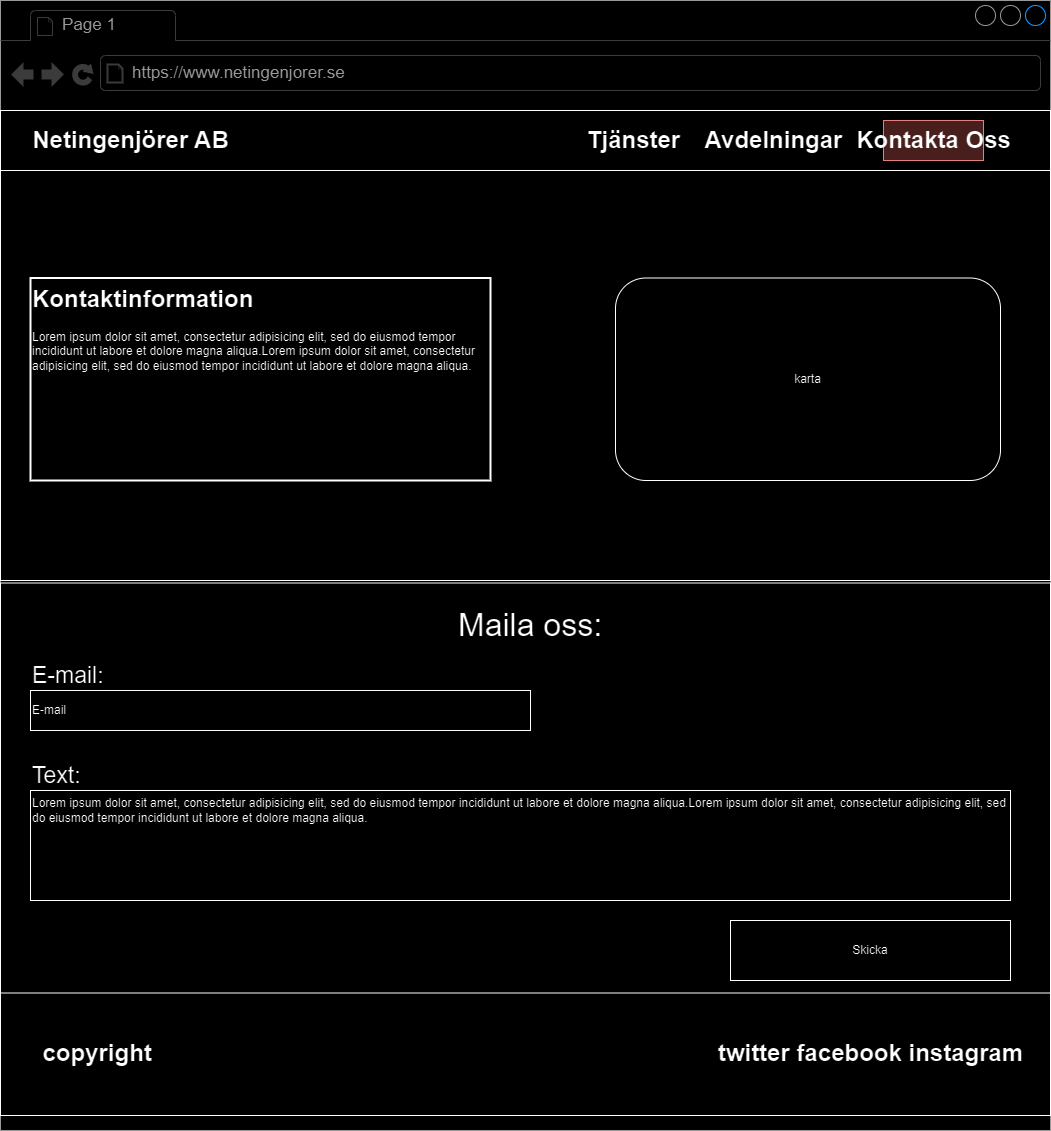 Page 1
https://www.netingenjorer.se
Netingenjörer AB
Tjänster Avdelningar Kontakta Oss
Kontaktinformation
Lorem ipsum dolor sit amet, consectetur adipisicing elit, sed do eiusmod tempor
incididunt ut labore et dolore magna aliqua.Lorem ipsum dolor sit amet, consectetur
adipisicing elit, sed do eiusmod tempor incididunt ut labore et dolore magna aliqua.
karta
Maila oss:
E-mail:
E-mail
Text:
Lorem ipsum dolor sit amet, consectetur adipisicing elit, sed do eiusmod tempor incididunt ut labore et dolore magna aliqua.Lorem ipsum dolor sit amet, consectetur adipisicing elit, sed
do eiusmod tempor incididunt ut labore et dolore magna aliqua.
Skicka
copyright
twitter facebook instagram